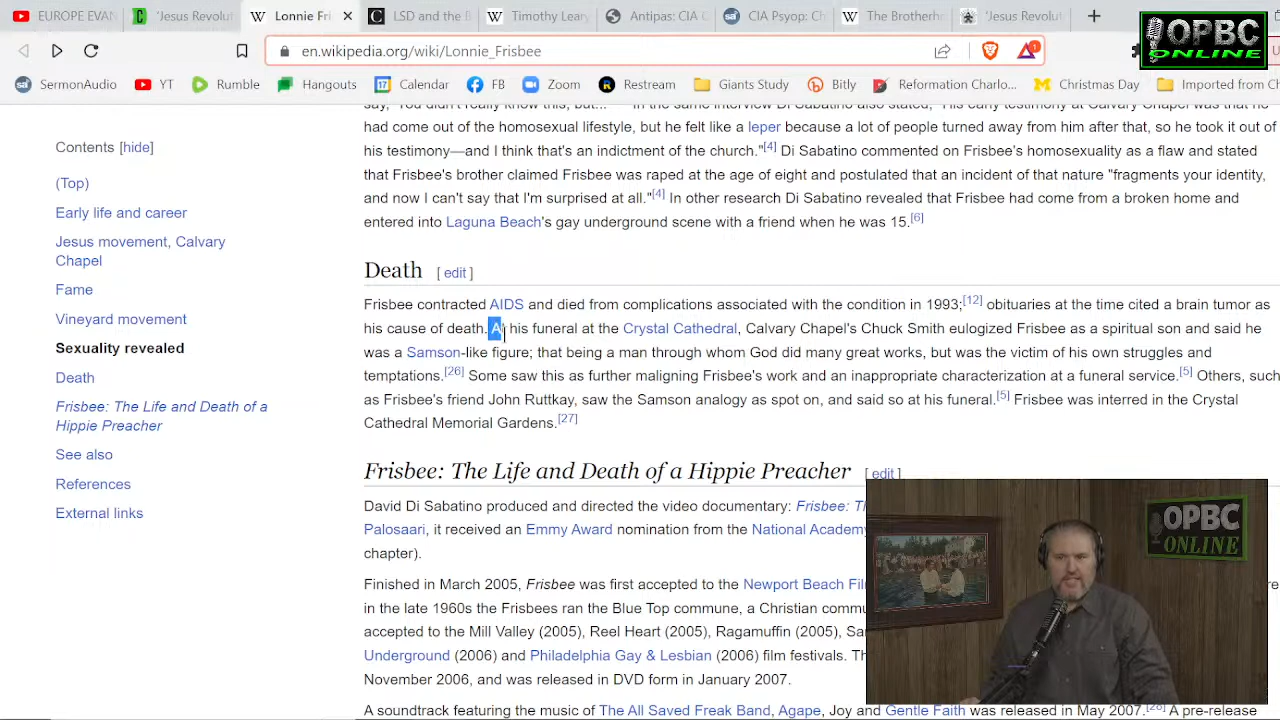 EUROPE EVAN
'Jesus Revolut
Lonnie Fri
LSD and the
Timothy Leary
Antipas: CIA C
CIA Psyop: Ch
The Brotherh
'Jesus Revolut
OPBC
ONLINE
en.wikipedia.org/wiki/Lonnie_Frisbee
SermonAudio
YT
Rumble
Hangouts
Calendar
FB
Zoom
Restream
Giants Study
Bitly
Reformation Charlo...
Christmas Day
Imported from Ch
say, "You didn't really know this, but..." In the same interview Di Sabatino also stated, "His early testimony at Calvary Chapel was that he
had come out of the homosexual lifestyle, but he felt like a leper because a lot of people turned away from him after that, so he took it out of
his testimony—and I think that's an indictment of the church."[4] Di Sabatino commented on Frisbee's homosexuality as a flaw and stated
that Frisbee's brother claimed Frisbee was raped at the age of eight and postulated that an incident of that nature "fragments your identity,
and now I can't say that I'm surprised at all."[4] In other research Di Sabatino revealed that Frisbee had come from a broken home and
entered into Laguna Beach's gay underground scene with a friend when he was 15.[6]
Contents [hide]
(Top)
Early life and career
Jesus movement, Calvary
Chapel
Fame
Vineyard movement
Sexuality revealed
Death
Frisbee: The Life and Death of a
Hippie Preacher
See also
References
External links
Death [ edit ]
Frisbee contracted AIDS and died from complications associated with the condition in 1993;[12] obituaries at the time cited a brain tumor as
his cause of death. At his funeral at the Crystal Cathedral, Calvary Chapel's Chuck Smith eulogized Frisbee as a spiritual son and said he
was a Samson-like figure; that being a man through whom God did many great works, but was the victim of his own struggles and
temptations.[26] Some saw this as further maligning Frisbee's work and an inappropriate characterization at a funeral service.[5] Others, such
as Frisbee's friend John Ruttkay, saw the Samson analogy as spot on, and said so at his funeral.[5] Frisbee was interred in the Crystal
Cathedral Memorial Gardens.[27]
Frisbee: The Life and Death of a Hippie Preacher [ edit ]
David Di Sabatino produced and directed the video documentary: Frisbee: Tl
Palosaari, it received an Emmy Award nomination from the National Academy
chapter).
Finished in March 2005, Frisbee was first accepted to the Newport Beach Fil
in the late 1960s the Frisbees ran the Blue Top commune, a Christian commu
accepted to the Mill Valley (2005), Reel Heart (2005), Ragamuffin (2005), Sa
Underground (2006) and Philadelphia Gay & Lesbian (2006) film festivals. Th
November 2006, and was released in DVD form in January 2007.
A soundtrack featuring the music of The All Saved Freak Band, Agape, Joy and Gentle Faith was released in May 2007.[28] A pre-release
OPBC
ONLINE